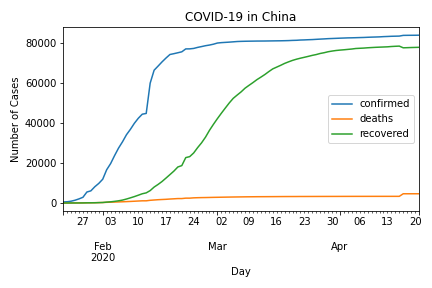 COVID-19 in China
Number of Cases
80000
60000
40000
20000
0
confirmed
deaths
recovered
27 03 10 17 24 02 09 16 23 30 06 13 20
Feb Mar Apr
2020
Day